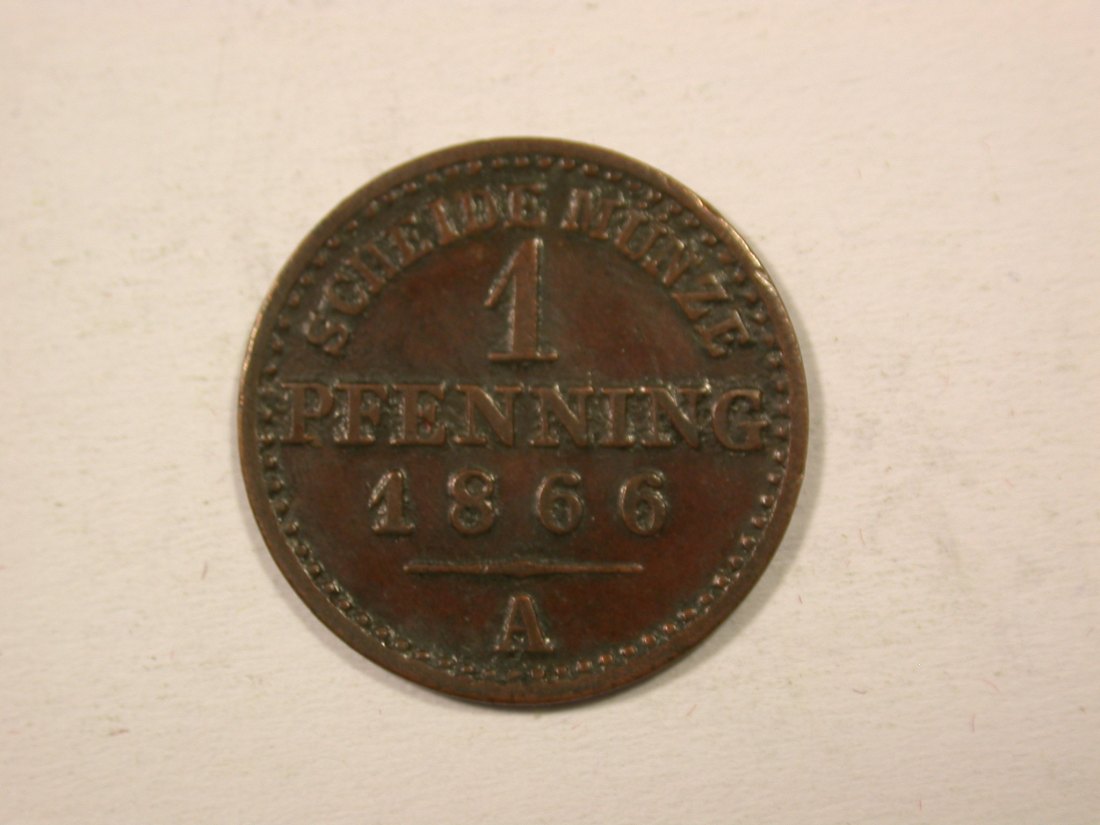 SCHEIDE MÜNZE
1
PFENNING
1866
A